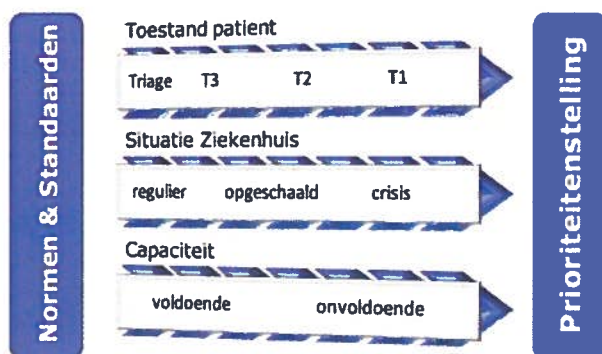 Normen & Standaarden
Toestand patient
Triage T3 T2 T1
Situatie Ziekenhuis
regulier opgeschaald crisis
Capaciteit
voldoende onvoldoende
Prioriteitenstelling